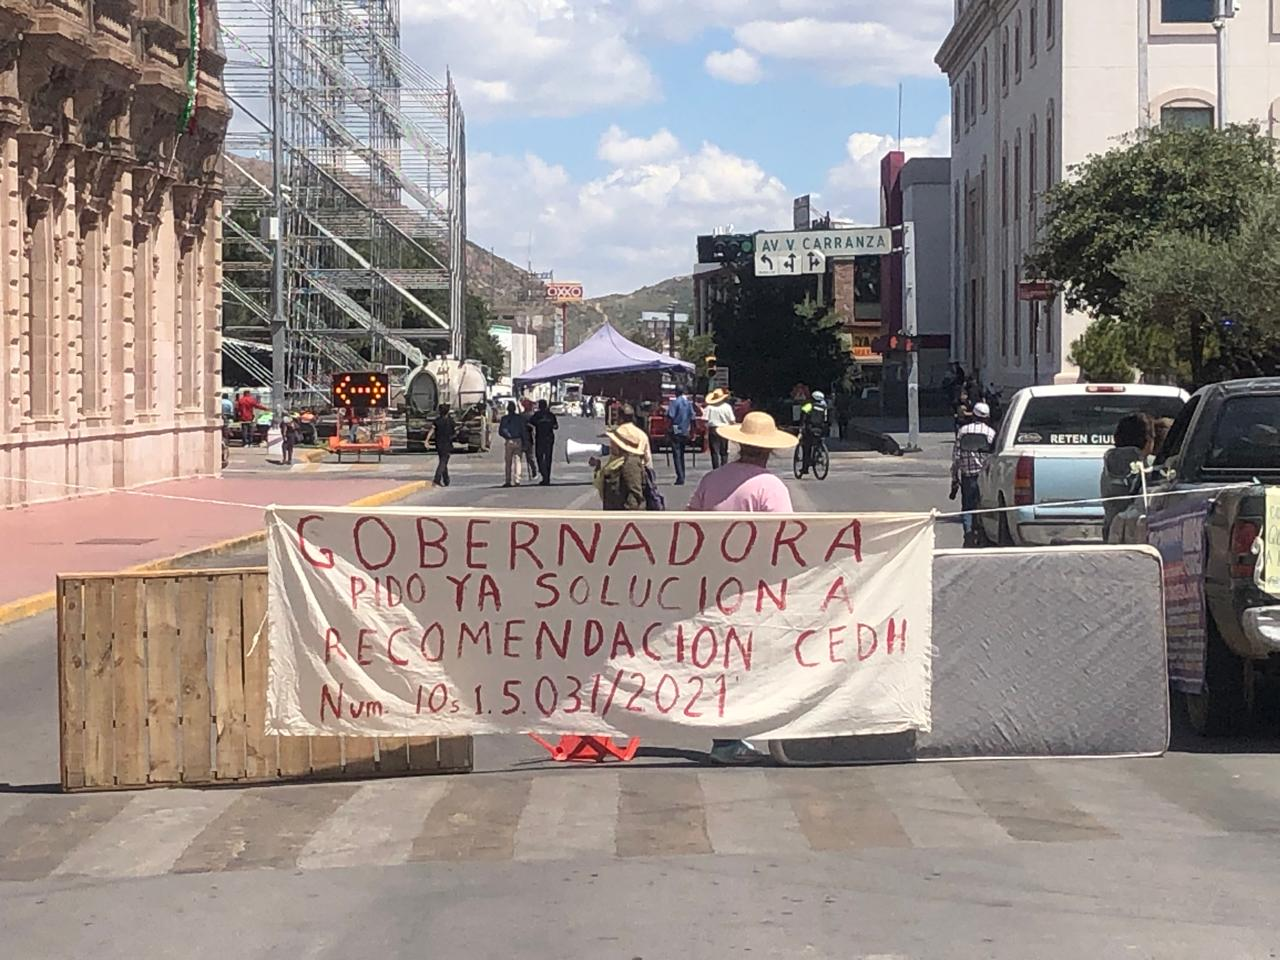 AV. V. CARRANZA
OXXO
RETEN CIU
GOBERNADORA
PIDO YA SOLUCION A
RECOMENDACION CEDH
Num. 10s.1.5.031/2021